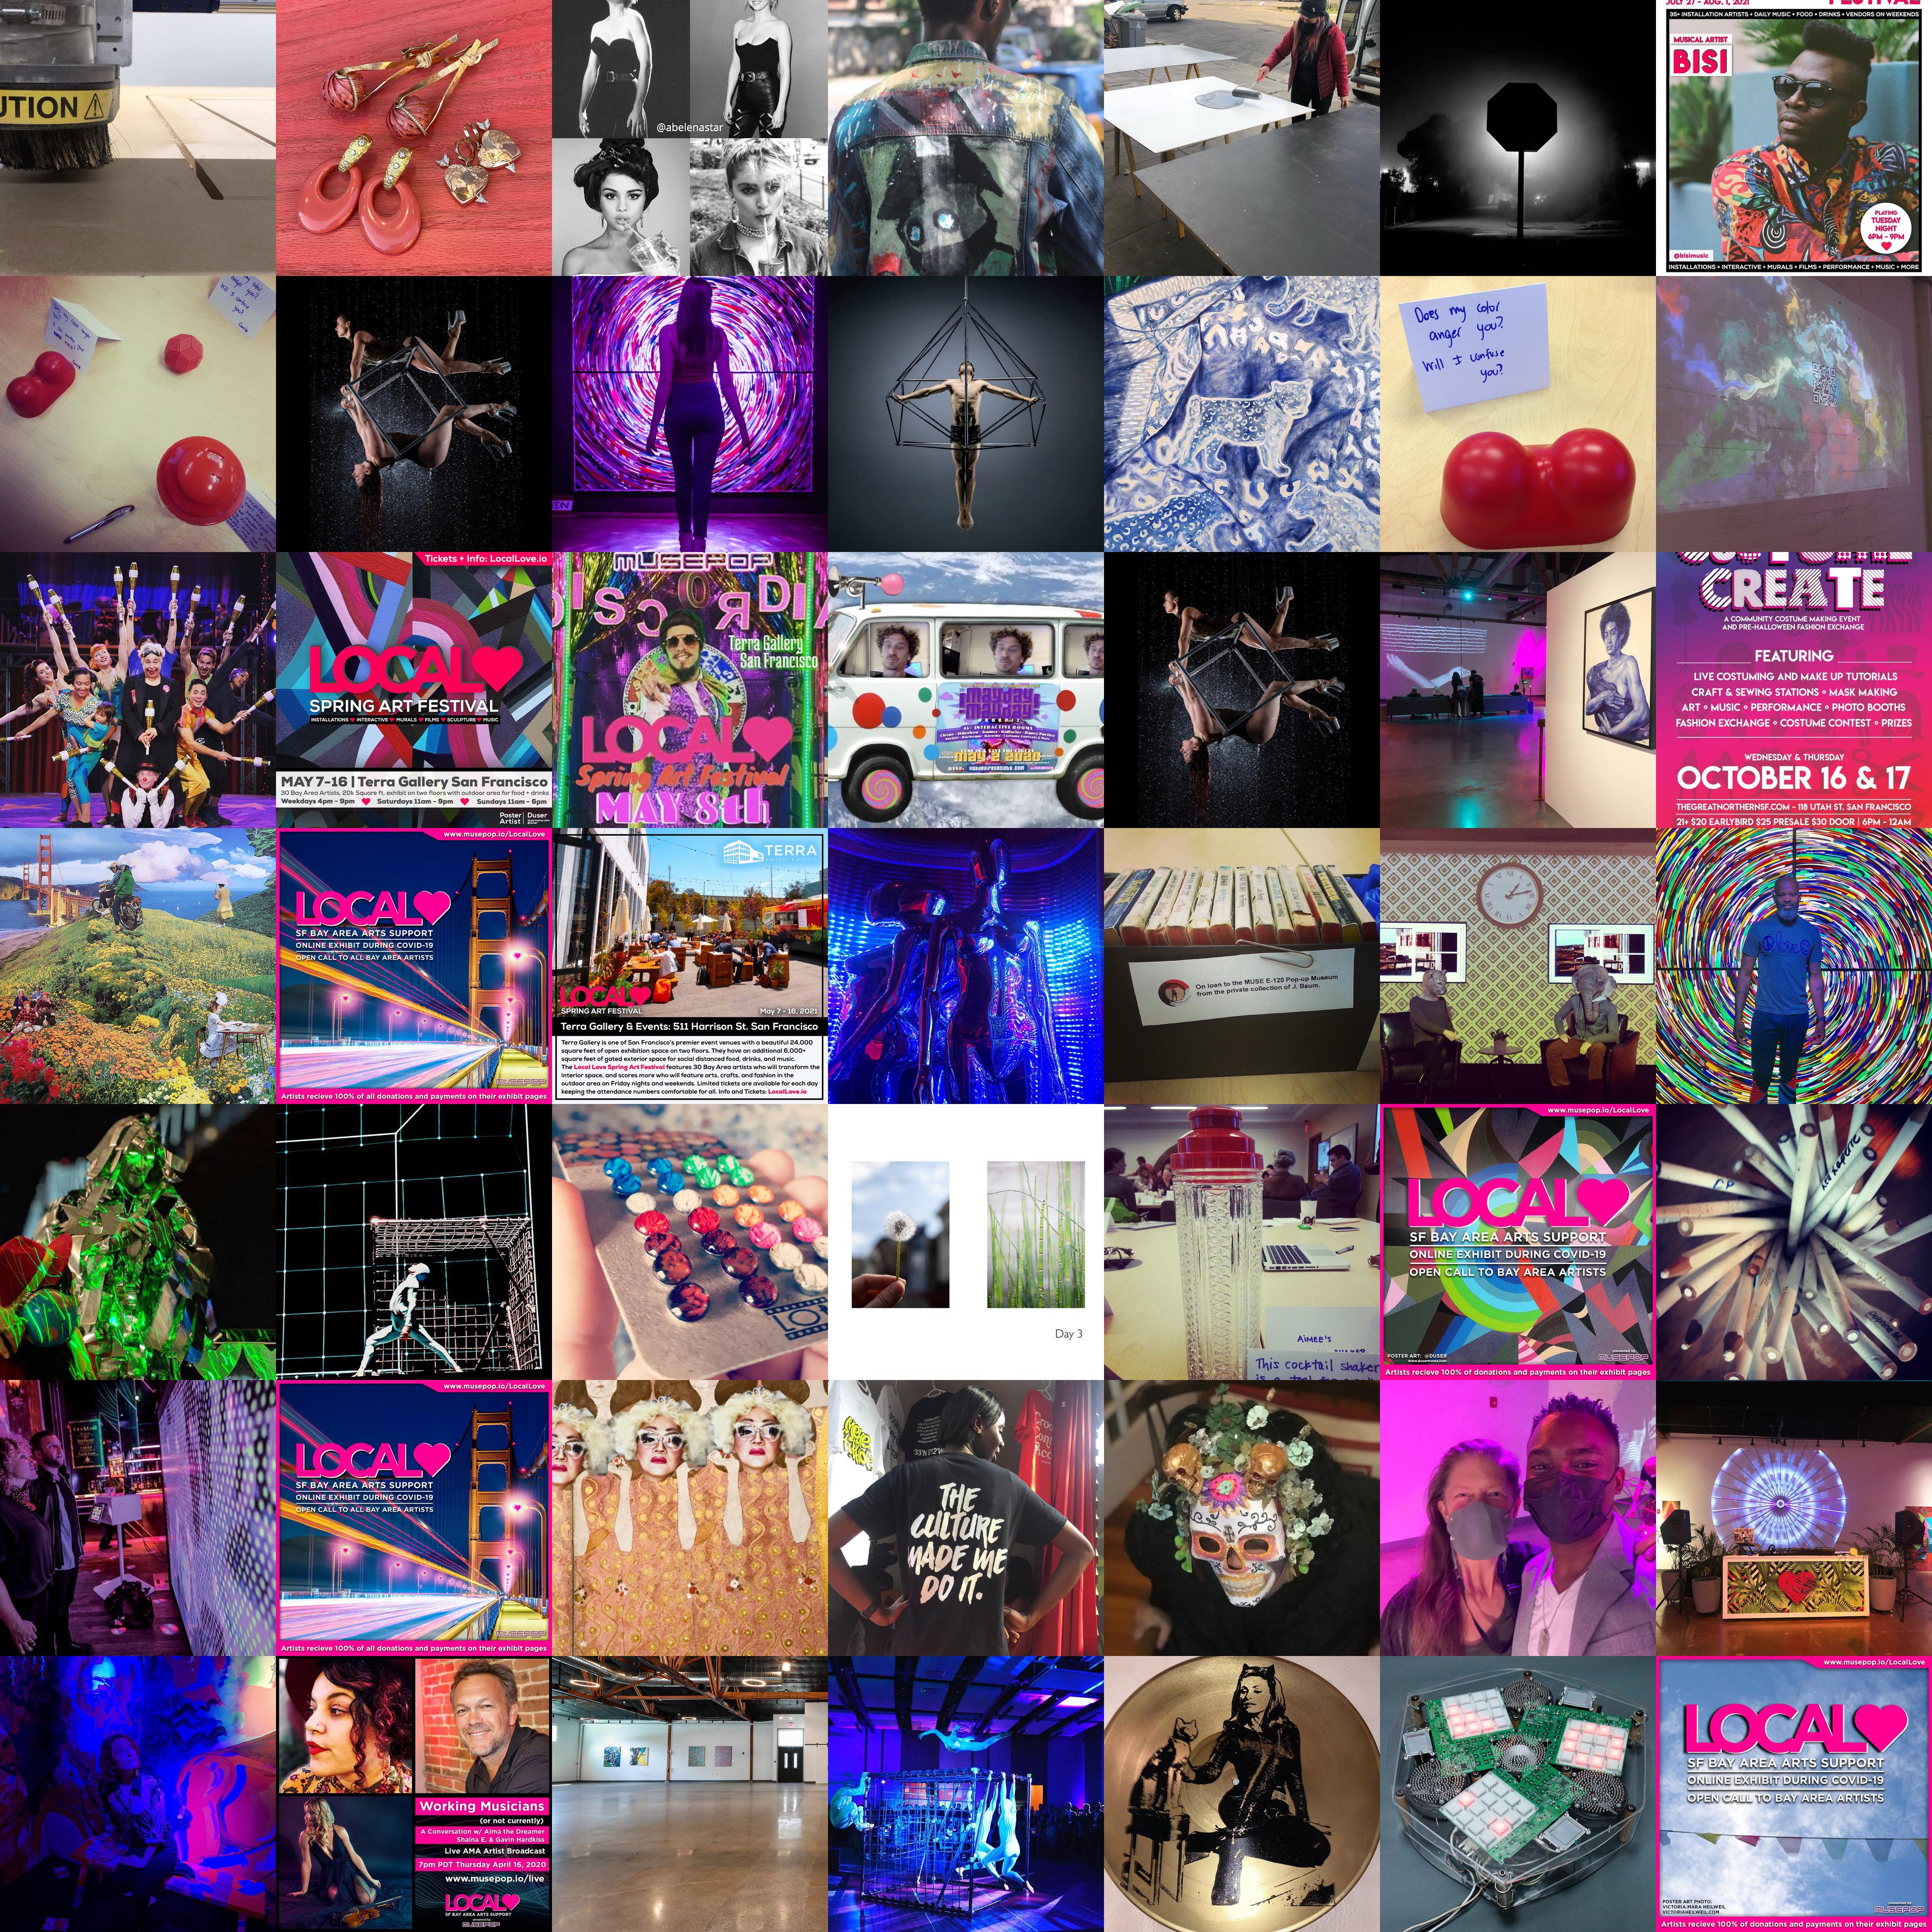 UTION
@abelenastar
JULY 27 - AUG. 1, 2021
FESTIVAL
35+ INSTALLATION ARTISTS • DAILY MUSIC • FOOD • DRINKS • VENDORS ON WEEKENDS
MUSICAL ARTIST
BISI
PLAYING
TUESDAY
NIGHT
6PM - 9PM
@bisimusic
INSTALLATIONS • INTERACTIVE • MURALS • FILMS • PERFORMANCE • MUSIC • MORE
Does my color
anger you?
Will I confuse
you?
Tickets + Info: LocalLove.io
LOCAL
SPRING ART FESTIVAL
INSTALLATIONS INTERACTIVE MURALS FILMS SCULPTURE MUSIC
MAY 7-16 | Terra Gallery San Francisco
30 Bay Area Artists, 20k Square ft. exhibit on two floors with outdoor area for food + drinks
Weekdays 4pm - 9pm Saturdays 11am - 9pm Sundays 11am - 6pm
Poster Artist | Duser
MUSEPOP
Terra Gallery
San Francisco
LOCAL
Spring Art Festival
MAY 8th
mayday!
mayday!
may 2 2020
CREATE
A COMMUNITY COSTUME MAKING EVENT
AND PRE-HALLOWEEN FASHION EXCHANGE
FEATURING
LIVE COSTUMING AND MAKE UP TUTORIALS
CRAFT & SEWING STATIONS • MASK MAKING
ART • MUSIC • PERFORMANCE • PHOTO BOOTHS
FASHION EXCHANGE • COSTUME CONTEST • PRIZES
WEDNESDAY & THURSDAY
OCTOBER 16 & 17
THEGREATNORTHERNSF.COM - 118 UTAH ST, SAN FRANCISCO
21+ $20 EARLYBIRD $25 PRESALE $30 DOOR | 6PM - 12AM
www.musepop.io/LocalLove
LOCAL
SF BAY AREA ARTS SUPPORT
ONLINE EXHIBIT DURING COVID-19
OPEN CALL TO ALL BAY AREA ARTISTS
MUSEPOP
Artists recieve 100% of all donations and payments on their exhibit pages
TERRA
LOCAL
SPRING ART FESTIVAL
May 7 - 16, 2021
Terra Gallery & Events: 511 Harrison St. San Francisco
Terra Gallery is one of San Francisco's premier event venues with a beautiful 24,000
square feet of open exhibition space on two floors. They have an additional 6,000+
square feet of gated exterior space for social distanced food, drinks, and music.
The Local Love Spring Art Festival features 30 Bay Area artists who will transform the
interior space, and scores more who will feature arts, crafts, and fashion in the
outdoor area on Friday nights and weekends. Limited tickets are available for each day
keeping the attendance numbers comfortable for all. Info and Tickets: LocalLove.io
On loan to the MUSE E-120 Pop-up Museum
from the private collection of J. Baum.
Day 3
Aimee's
This cocktail shaker
www.musepop.io/LocalLove
LOCAL
SF BAY AREA ARTS SUPPORT
ONLINE EXHIBIT DURING COVID-19
OPEN CALL TO BAY AREA ARTISTS
POSTER ART: @DUSER
MUSEPOP
Artists recieve 100% of donations and payments on their exhibit pages
www.musepop.io/LocalLove
LOCAL
SF BAY AREA ARTS SUPPORT
ONLINE EXHIBIT DURING COVID-19
OPEN CALL TO ALL BAY AREA ARTISTS
MUSEPOP
Artists recieve 100% of all donations and payments on their exhibit pages
THE
CULTURE
MADE ME
DO IT.
Working Musicians
(or not currently)
A Conversation w/ Aima the Dreamer
Shaina E. & Gavin Hardkiss
Live AMA Artist Broadcast
7pm PDT Thursday April 16, 2020
www.musepop.io/live
LOCAL
SF BAY AREA ARTS SUPPORT
MUSEPOP
www.musepop.io/LocalLove
LOCAL
SF BAY AREA ARTS SUPPORT
ONLINE EXHIBIT DURING COVID-19
OPEN CALL TO BAY AREA ARTISTS
POSTER ART PHOTO:
VICTORIA MARA HEILWEIL
VICTORIAHEILWEIL.COM
MUSEPOP
Artists recieve 100% of donations and payments on their exhibit pages